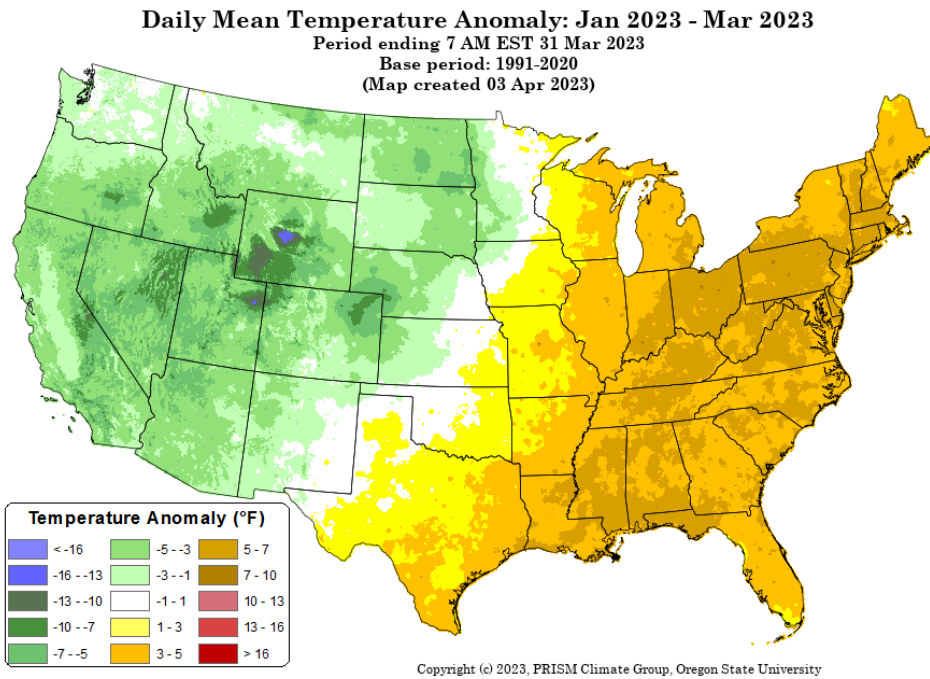 Daily Mean Temperature Anomaly: Jan 2023 - Mar 2023
Period ending 7 AM EST 31 Mar 2023
Base period: 1991-2020
(Map created 03 Apr 2023)
Temperature Anomaly (°F)
< -16
-16 - -13
-13 - -10
-10 - -7
-7 - -5
-5 - -3
-3 - -1
-1 - 1
1 - 3
3 - 5
5 - 7
7 - 10
10 - 13
13 - 16
> 16
Copyright (c) 2023, PRISM Climate Group, Oregon State University